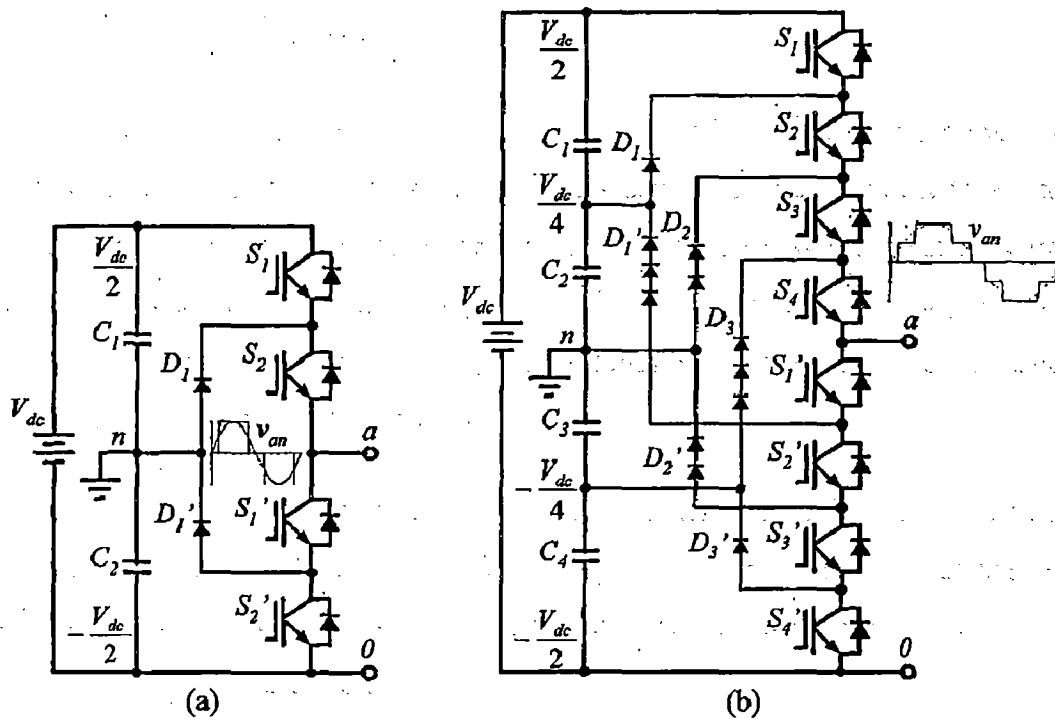 V_dc/2
S_1
C_1
S_2
D_1
V_dc
n
v_an
a
D_1'
S_1'
C_2
S_2'
-V_dc/2
0
(a)
V_dc/2
S_1
C_1
D_1
S_2
V_dc/4
D_1'
D_2
S_3
v_an
C_2
V_dc
D_3
S_4
n
a
S_1'
C_3
D_2'
S_2'
-V_dc/4
D_3'
S_3'
C_4
-V_dc/2
S_4'
0
(b)